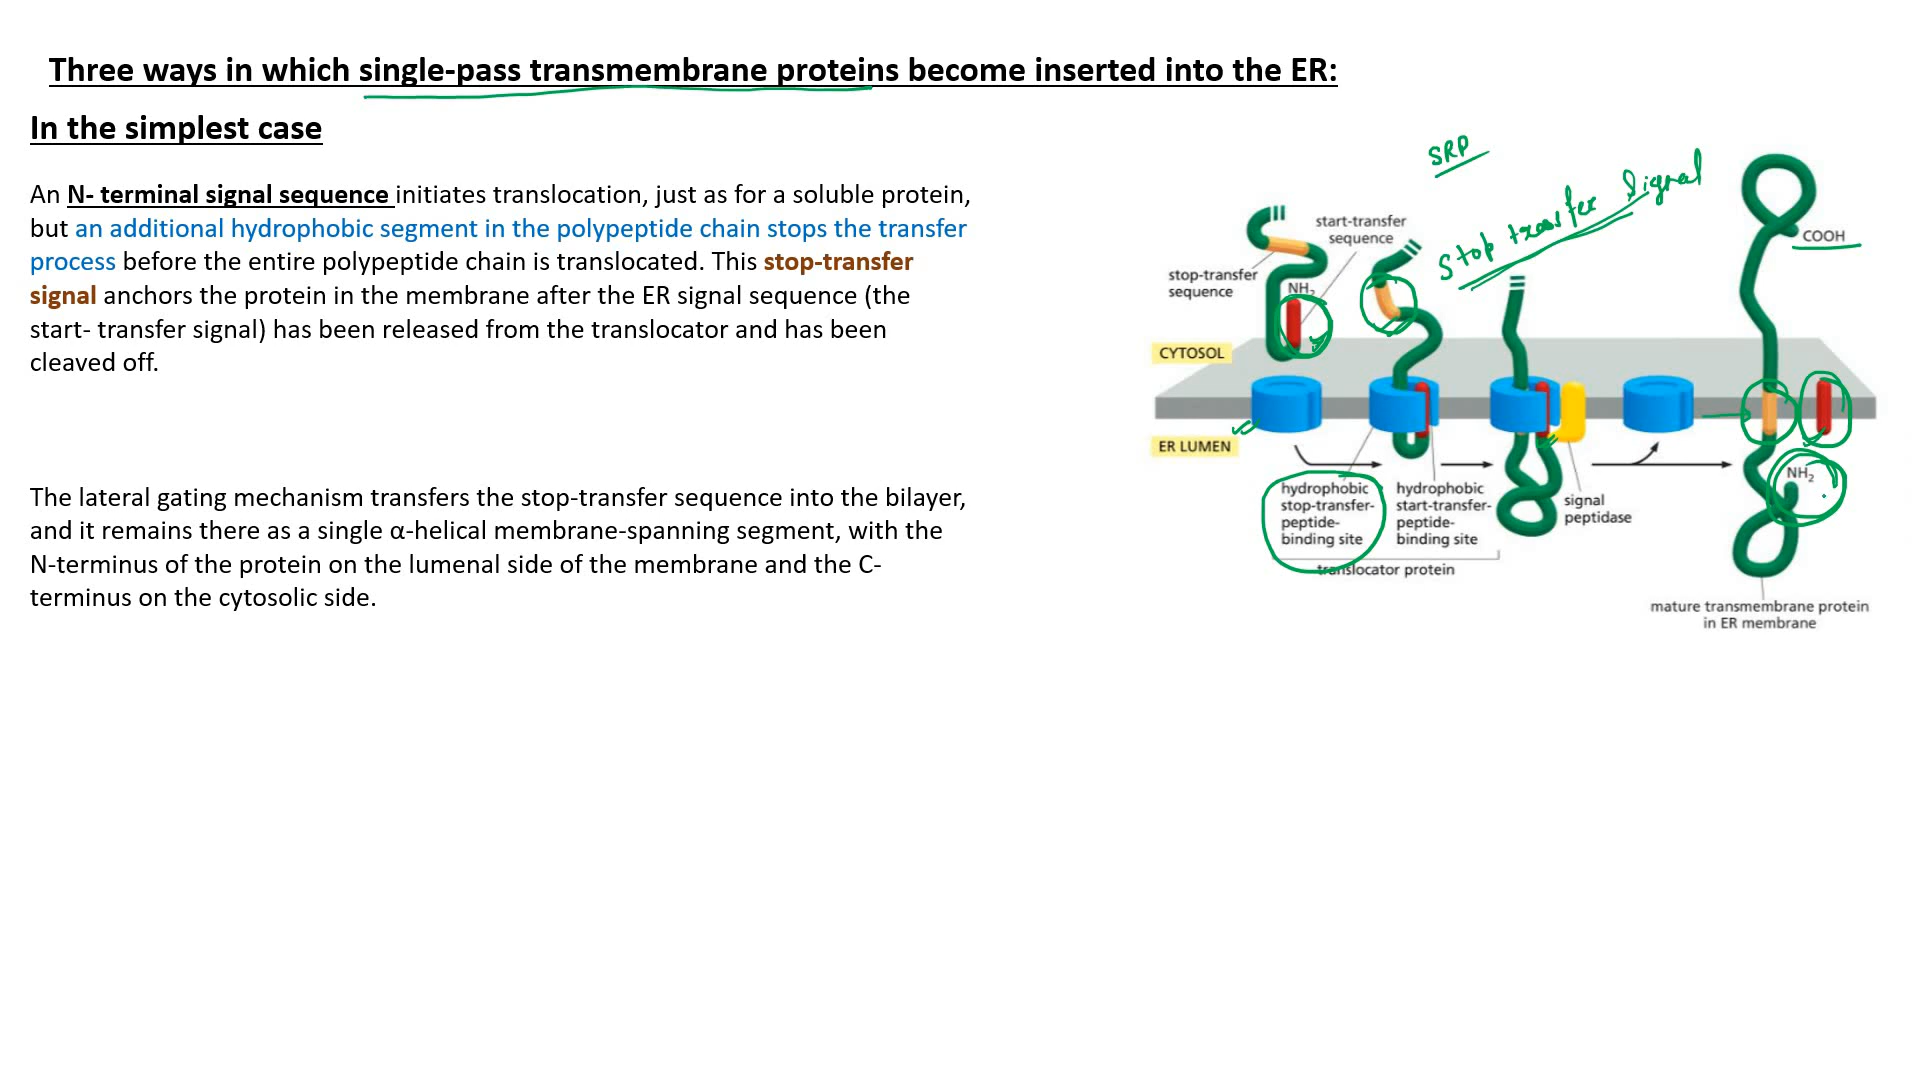 Three ways in which single-pass transmembrane proteins become inserted into the ER:
In the simplest case
An N- terminal signal sequence initiates translocation, just as for a soluble protein,
but an additional hydrophobic segment in the polypeptide chain stops the transfer
process before the entire polypeptide chain is translocated. This stop-transfer
signal anchors the protein in the membrane after the ER signal sequence (the
start- transfer signal) has been released from the translocator and has been
cleaved off.
The lateral gating mechanism transfers the stop-transfer sequence into the bilayer,
and it remains there as a single α-helical membrane-spanning segment, with the
N-terminus of the protein on the lumenal side of the membrane and the C-
terminus on the cytosolic side.
SRP
Stop transfer Signal
start-transfer
sequence
stop-transfer
sequence
NH2
COOH
CYTOSOL
ER LUMEN
hydrophobic
stop-transfer-
peptide-
binding site
hydrophobic
start-transfer-
peptide-
binding site
translocator protein
signal
peptidase
NH2
mature transmembrane protein
in ER membrane